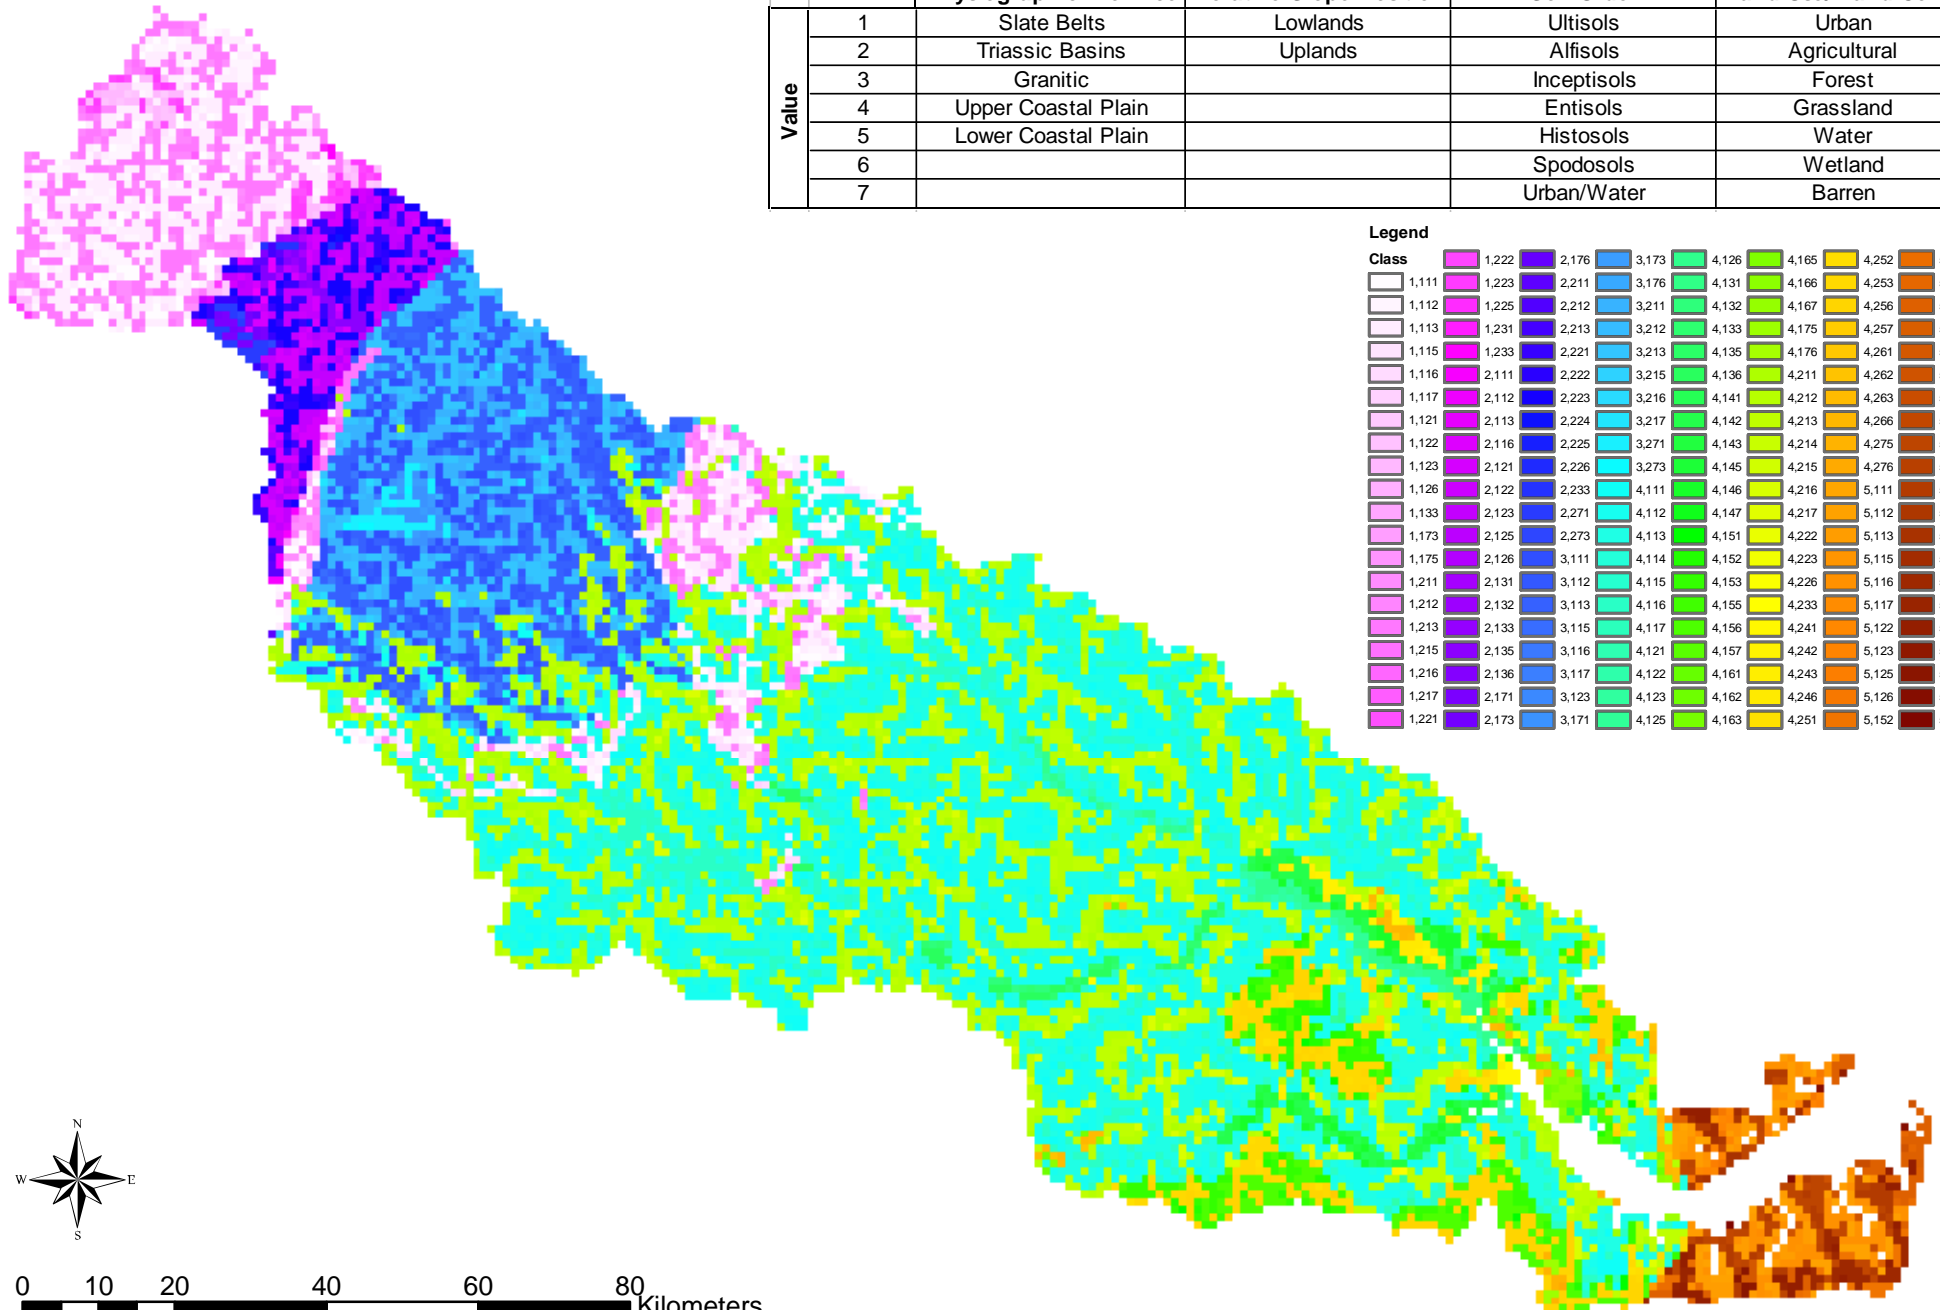 1 Slate Belts Lowlands Ultisols Urban
2 Triassic Basins Uplands Alfisols Agricultural
3 Granitic Inceptisols Forest
4 Upper Coastal Plain Entisols Grassland
5 Lower Coastal Plain Histosols Water
6 Spodosols Wetland
7 Urban/Water Barren
Value
Legend
Class 1,222 2,176 3,173 4,126 4,165 4,252
1,111 1,223 2,211 3,176 4,131 4,166 4,253
1,112 1,225 2,212 3,211 4,132 4,167 4,256
1,113 1,231 2,213 3,212 4,133 4,175 4,257
1,115 1,233 2,221 3,213 4,135 4,176 4,261
1,116 2,111 2,222 3,215 4,136 4,211 4,262
1,117 2,112 2,223 3,216 4,141 4,212 4,263
1,121 2,113 2,224 3,217 4,142 4,213 4,266
1,122 2,116 2,225 3,271 4,143 4,214 4,275
1,123 2,121 2,226 3,273 4,145 4,215 4,276
1,126 2,122 2,233 4,111 4,146 4,216 5,111
1,133 2,123 2,271 4,112 4,147 4,217 5,112
1,173 2,125 2,273 4,113 4,151 4,222 5,113
1,175 2,126 3,111 4,114 4,152 4,223 5,115
1,211 2,131 3,112 4,115 4,153 4,226 5,116
1,212 2,132 3,113 4,116 4,155 4,233 5,117
1,213 2,133 3,115 4,117 4,156 4,241 5,122
1,215 2,135 3,116 4,121 4,157 4,242 5,123
1,216 2,136 3,117 4,122 4,161 4,243 5,125
1,217 2,171 3,123 4,123 4,162 4,246 5,126
1,221 2,173 3,171 4,125 4,163 4,251 5,152
N
W E
S
0 10 20 40 60 80
Kilometers